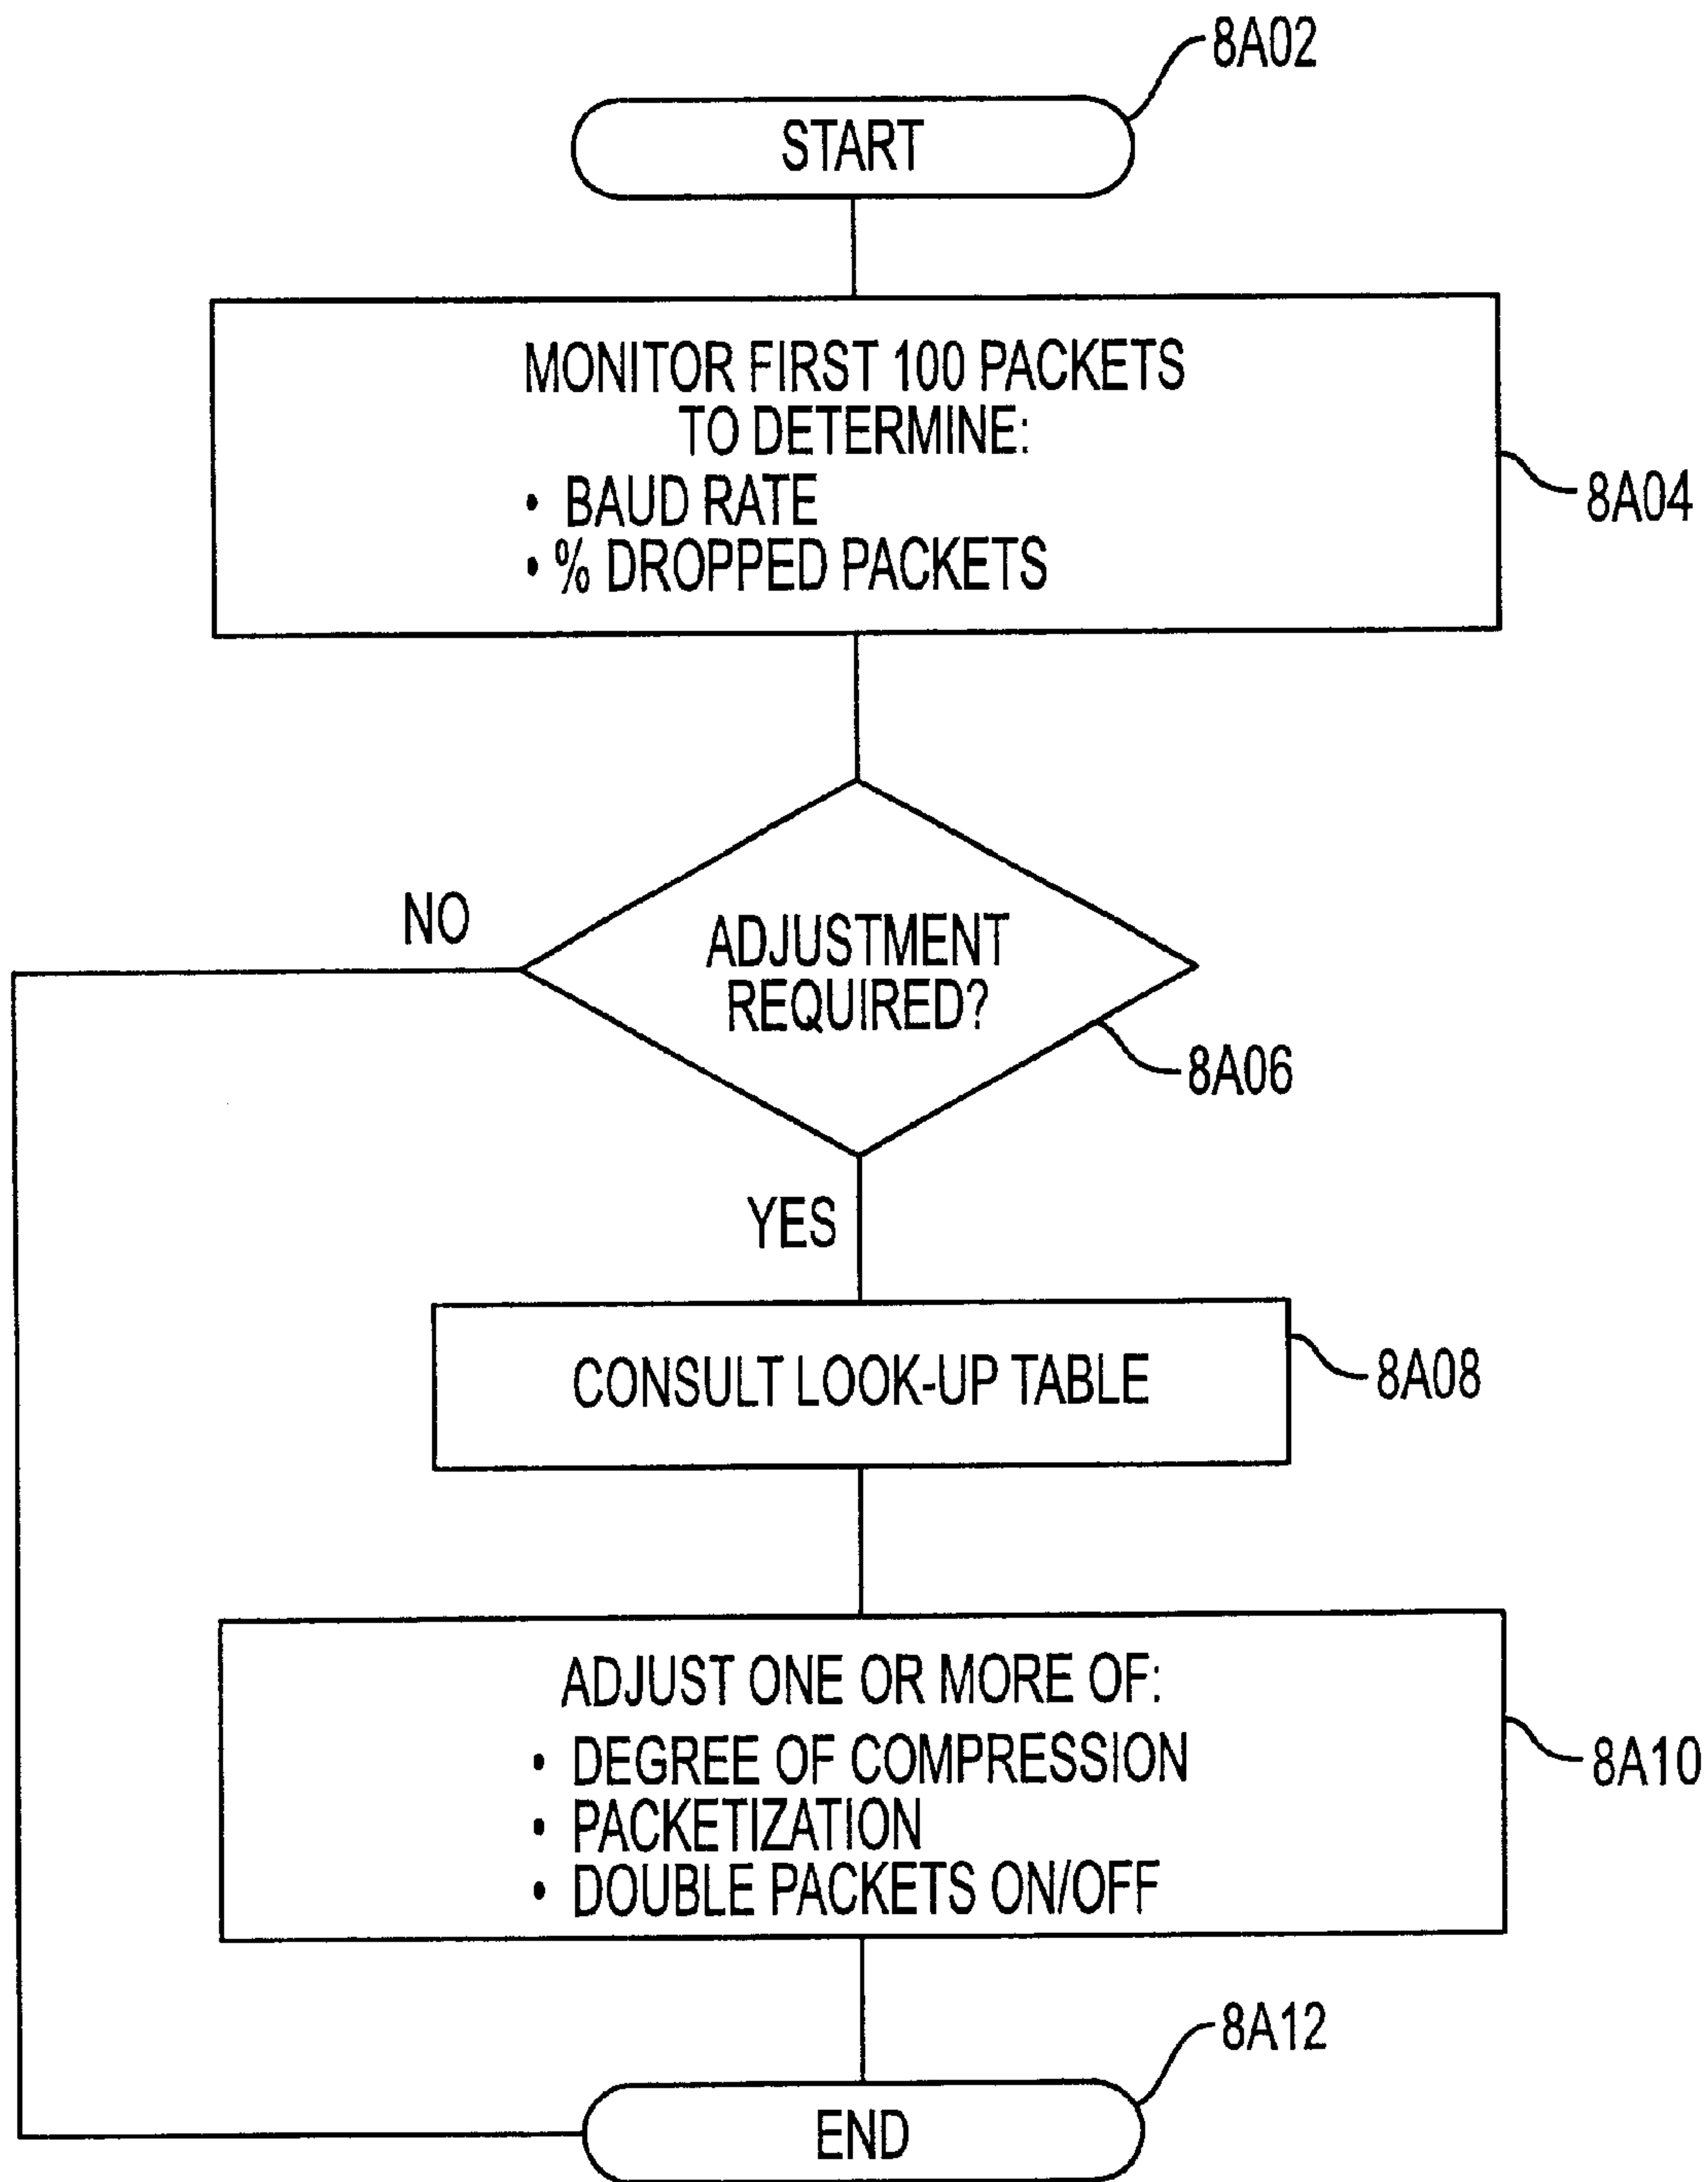 8A02
START
MONITOR FIRST 100 PACKETS
TO DETERMINE:
• BAUD RATE
• % DROPPED PACKETS
8A04
NO
ADJUSTMENT
REQUIRED?
8A06
YES
CONSULT LOOK-UP TABLE
8A08
ADJUST ONE OR MORE OF:
• DEGREE OF COMPRESSION
• PACKETIZATION
• DOUBLE PACKETS ON/OFF
8A10
8A12
END